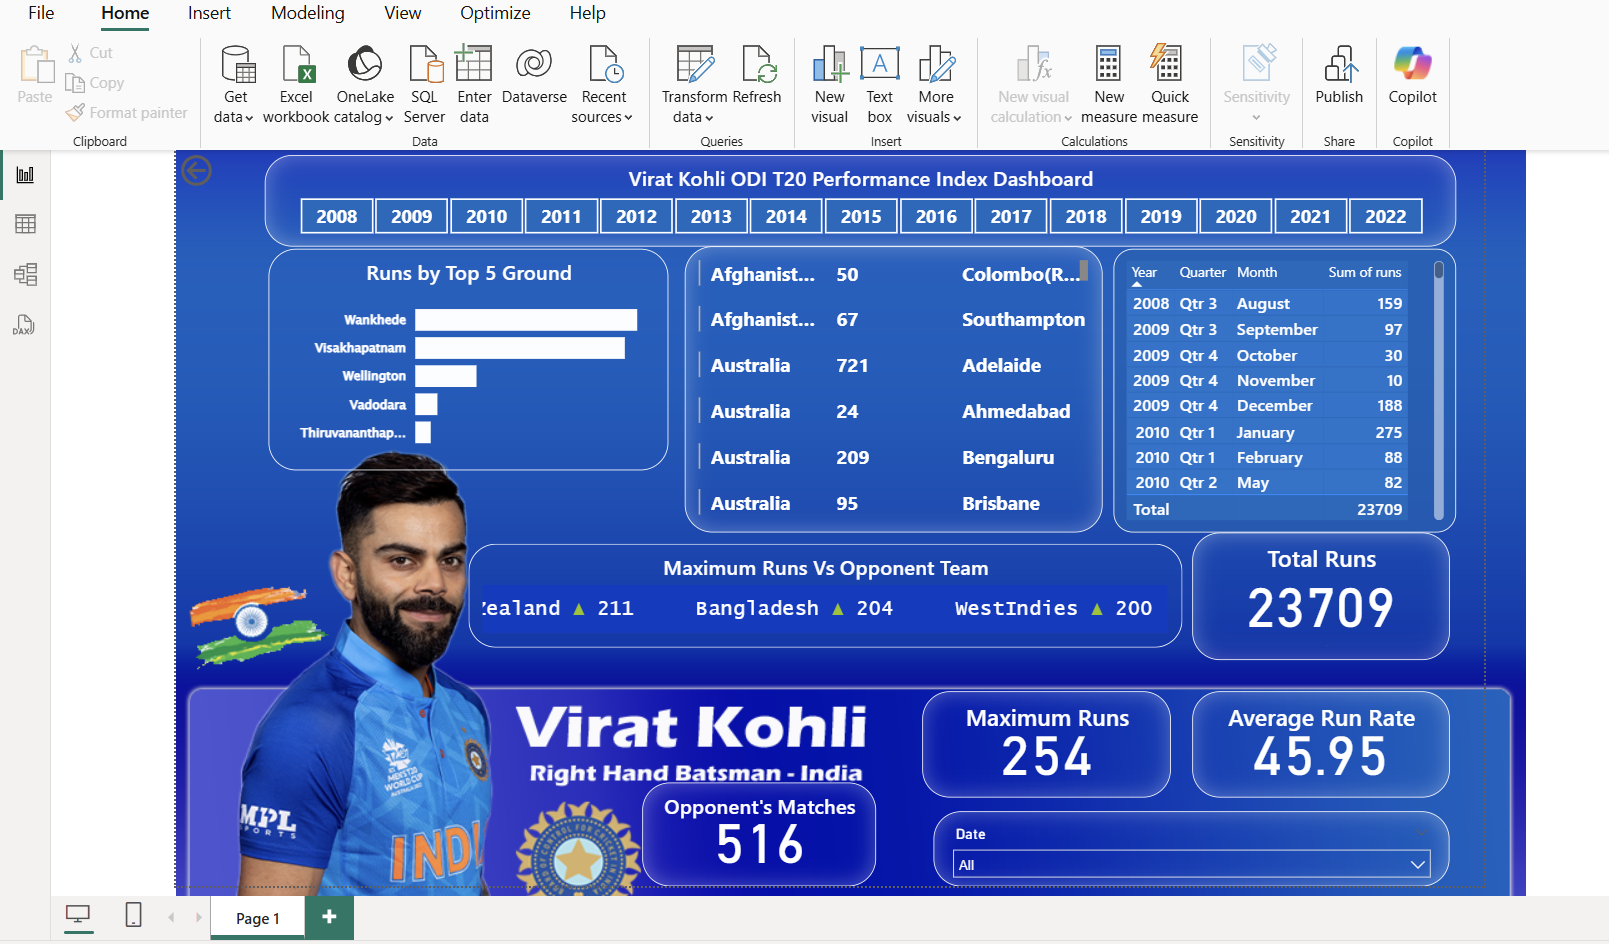 File Home Insert Modeling View Optimize Help
Paste
Cut
Copy
Format painter
Clipboard
Get data
Excel workbook
OneLake catalog
SQL Server
Enter data
Dataverse
Recent sources
Data
Transform data
Refresh
Queries
New visual
Text box
More visuals
Insert
New visual calculation
New measure
Quick measure
Calculations
Sensitivity
Sensitivity
Publish
Share
Copilot
Copilot
DAX
Virat Kohli ODI T20 Performance Index Dashboard
2008 2009 2010 2011 2012 2013 2014 2015 2016 2017 2018 2019 2020 2021 2022
Runs by Top 5 Ground
Wankhede
Visakhapatnam
Wellington
Vadodara
Thiruvananthap...
Afghanist... 50 Colombo(R...
Afghanist... 67 Southampton
Australia 721 Adelaide
Australia 24 Ahmedabad
Australia 209 Bengaluru
Australia 95 Brisbane
Year Quarter Month Sum of runs
2008 Qtr 3 August 159
2009 Qtr 3 September 97
2009 Qtr 4 October 30
2009 Qtr 4 November 10
2009 Qtr 4 December 188
2010 Qtr 1 January 275
2010 Qtr 1 February 88
2010 Qtr 2 May 82
Total 23709
Maximum Runs Vs Opponent Team
Zealand ▲ 211 Bangladesh ▲ 204 WestIndies ▲ 200
Total Runs
23709
Virat Kohli
Right Hand Batsman - India
Maximum Runs
254
Average Run Rate
45.95
Opponent's Matches
516
Date
All
MEN'S T20
WORLD CUP
MPL
SPORTS
INDI
Page 1